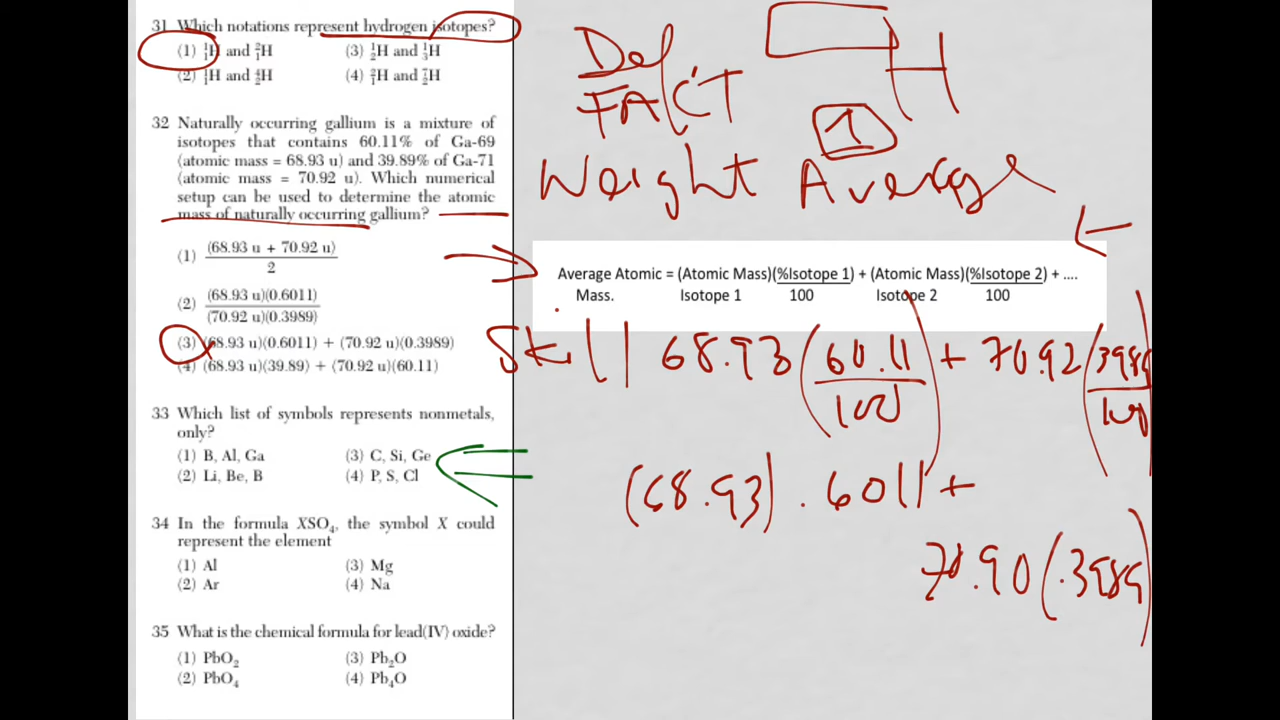 31 Which notations represent hydrogen isotopes?
(1) ¹₁H and ²₁H
(3) ¹₂H and ¹₃H
(2) ¹₁H and ⁴₂H
(4) ²₁H and ⁷₂H
32 Naturally occurring gallium is a mixture of
isotopes that contains 60.11% of Ga-69
(atomic mass = 68.93 u) and 39.89% of Ga-71
(atomic mass = 70.92 u). Which numerical
setup can be used to determine the atomic
mass of naturally occurring gallium?
(1) (68.93 u + 70.92 u)
2
(2) (68.93 u)(0.6011)
(70.92 u)(0.3989)
(3) (68.93 u)(0.6011) + (70.92 u)(0.3989)
(4) (68.93 u)(39.89) + (70.92 u)(60.11)
33 Which list of symbols represents nonmetals,
only?
(1) B, Al, Ga
(3) C, Si, Ge
(2) Li, Be, B
(4) P, S, Cl
34 In the formula XSO₄, the symbol X could
represent the element
(1) Al
(3) Mg
(2) Ar
(4) Na
35 What is the chemical formula for lead(IV) oxide?
(1) PbO₂
(3) Pb₂O
(2) PbO₄
(4) Pb₄O
Def
FACT
H
1
Weight Average
Average Atomic = (Atomic Mass)(%Isotope 1) + (Atomic Mass)(%Isotope 2) + ....
Mass. Isotope 1 100 Isotope 2 100
Skill 68.93 (60.11 + 70.92 (3989
100) 100)
(68.93) .6011 +
70.90 (.3989)